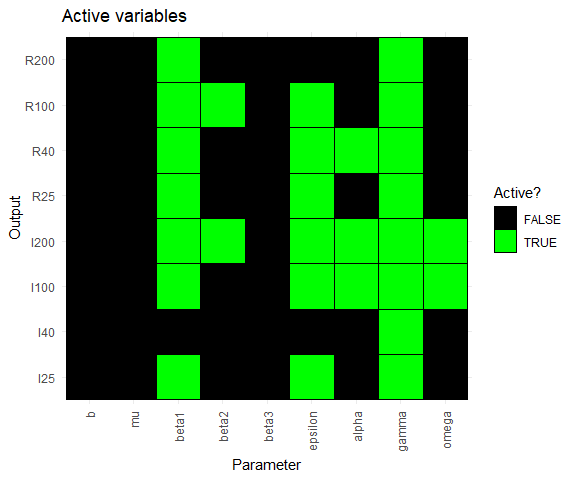 Active variables
Output
R200
R100
R40
R25
I200
I100
I40
I25
b
mu
beta1
beta2
beta3
epsilon
alpha
gamma
omega
Parameter
Active?
FALSE
TRUE